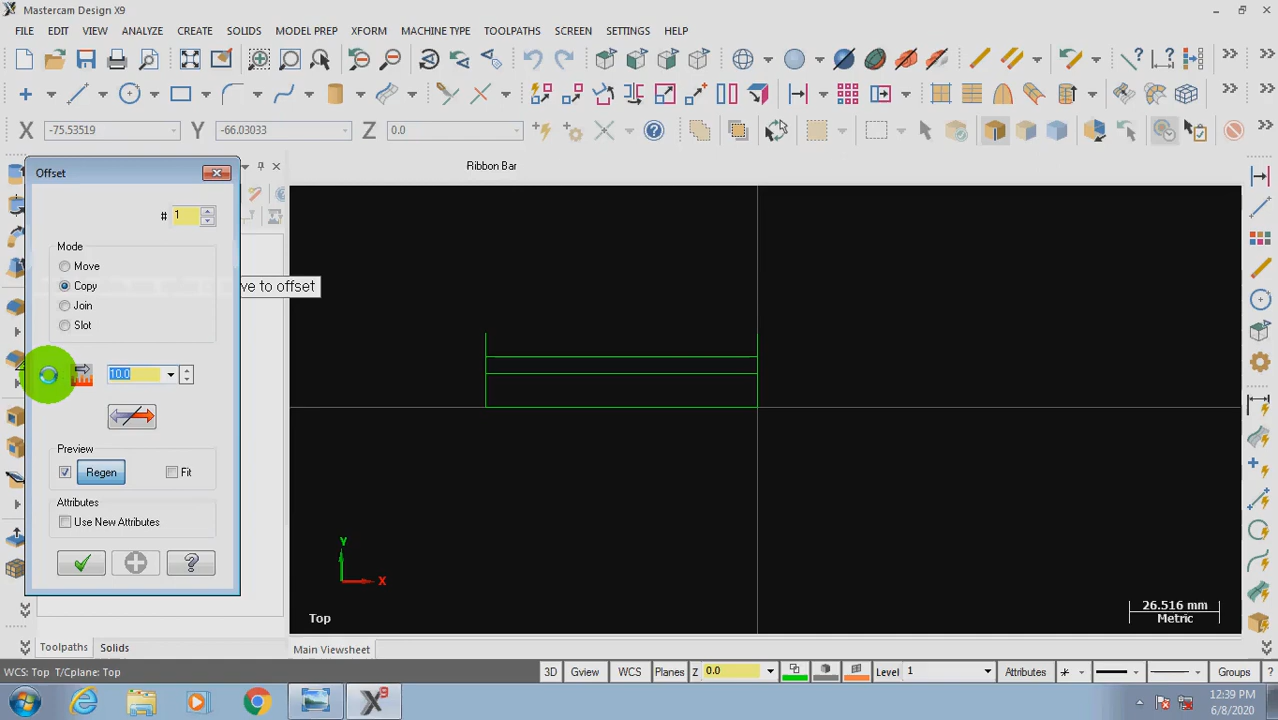 Mastercam Design X9
FILE EDIT VIEW ANALYZE CREATE SOLIDS MODEL PREP XFORM MACHINE TYPE TOOLPATHS SCREEN SETTINGS HELP
X -75.53519 Y -66.03033 Z 0.0
Ribbon Bar
Offset
# 1
Mode
Move
Copy
ve to offset
Join
Slot
10.0
Preview
Regen Fit
Attributes
Use New Attributes
?
Y
X
Top
26.516 mm
Metric
Toolpaths Solids
Main Viewsheet
WCS: Top T/Cplane: Top 3D Gview WCS Planes Z 0.0 Level 1 Attributes Groups ?
X9
12:39 PM
6/8/2020